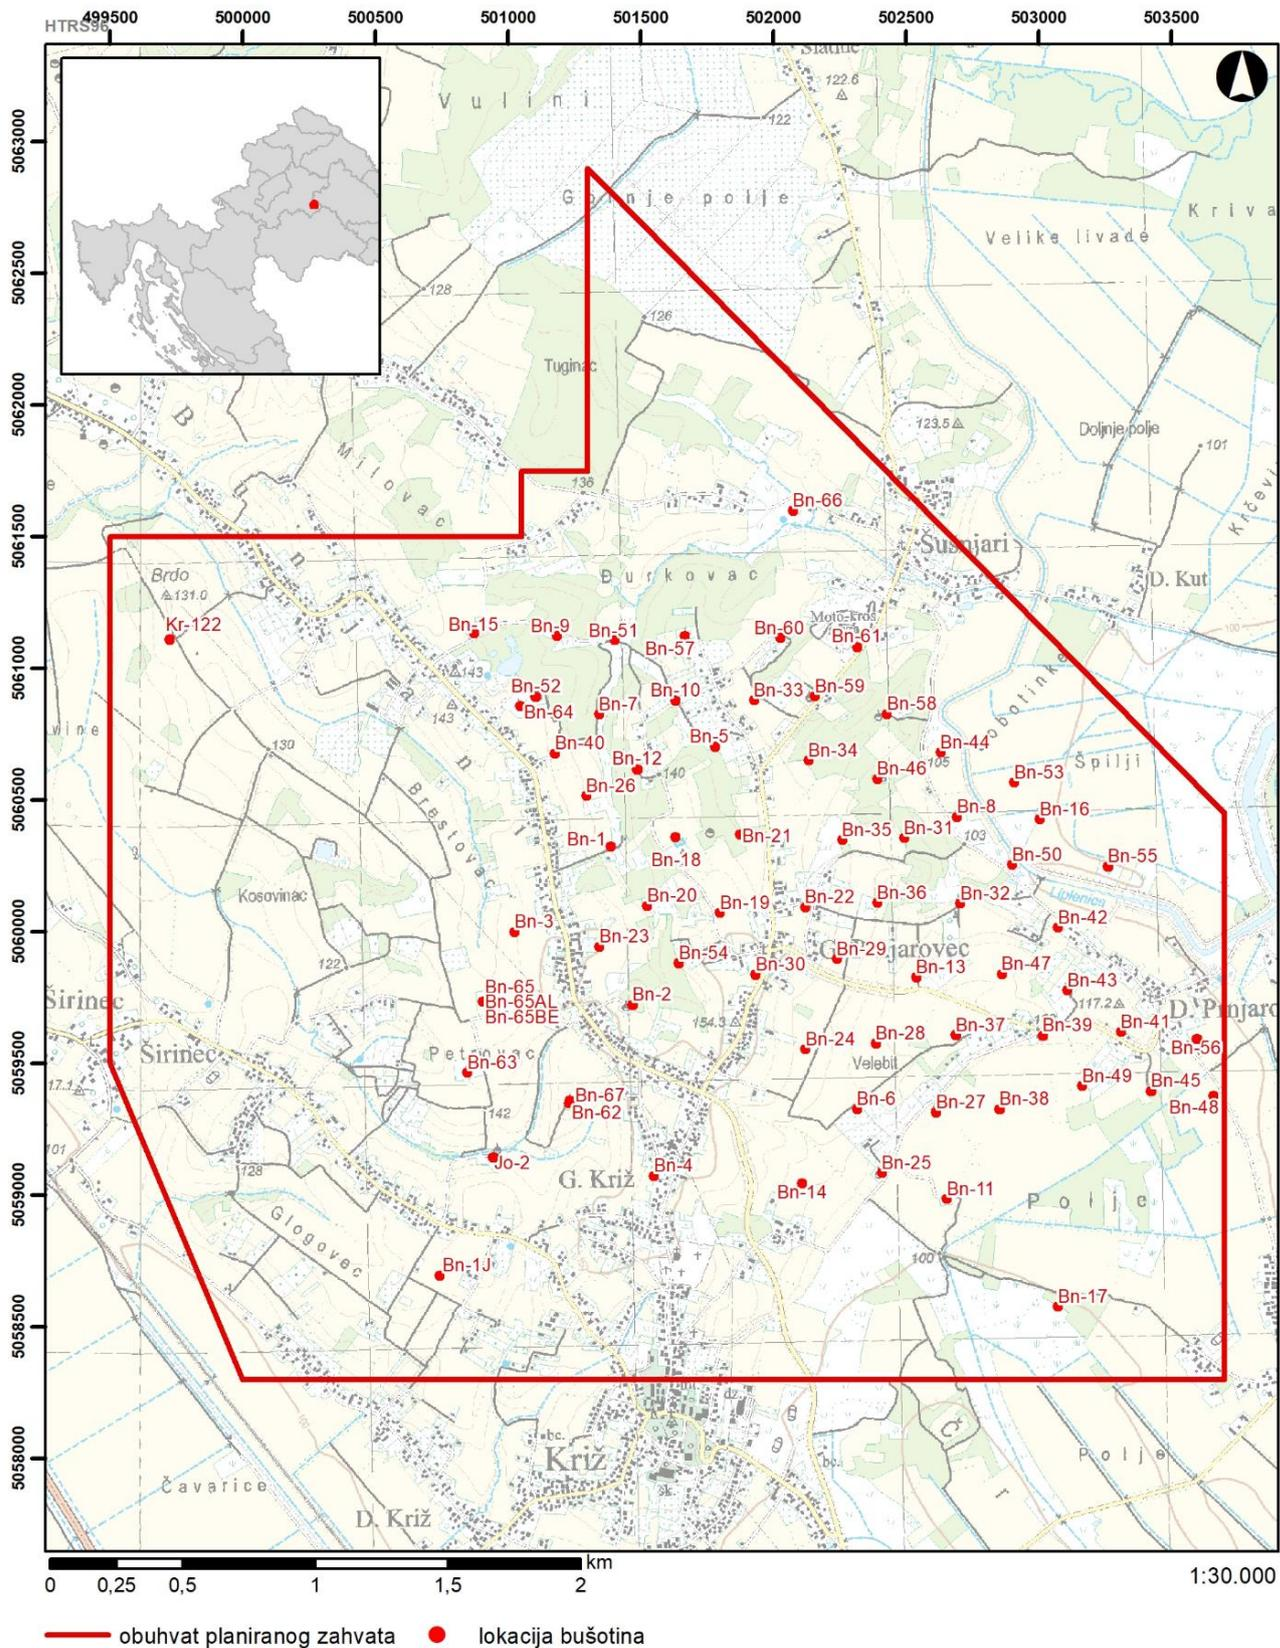 HTRS96
499500 500000 500500 501000 501500 502000 502500 503000 503500
5063000
5062500
5062000
5061500
5061000
5060500
5060000
5059500
5059000
5058500
5058000
Vulini
122.6
122
Gornje polje
Kriva
Velike livade
128
126
Tuginac
B
123.5
Doljnje polje
101
Milovac
136
Krčevi
Bn-66
Šušnjari
Brdo
131.0
Đurkovac
D. Kut
Moto-kros
100
Kr-122
Bn-15
Bn-9
Bn-51
Bn-57
Bn-60
Bn-61
143
Bn-52
Bn-64
Bn-7
Bn-10
Bn-33
Bn-59
Bn-58
143
130
Bn-40
Bn-12
Bn-5
Bn-34
Bn-44
105
Špilji
140
Bn-26
Bn-46
Bn-53
Brestovac
Bn-8
Bn-16
Bn-1
Bn-18
Bn-21
Bn-35
Bn-31
103
Bn-50
Bn-55
Kosovinac
Bn-20
Bn-19
Bn-22
Bn-36
Bn-32
Liplenica
Bn-3
Bn-23
Bn-42
122
Bn-54
Bn-30
Bn-29
Bn-13
Bn-47
Bn-65
Bn-65AL
Bn-65BE
Bn-2
Bn-43
117.2
Širinec
154.3
Širinec
Bn-24
Bn-28
Bn-37
Bn-39
Bn-41
Bn-56
Velebit
Bn-63
Bn-49
Bn-45
Bn-48
142
Bn-67
Bn-62
Bn-6
Bn-27
Bn-38
101
Jo-2
G. Križ
Bn-4
Bn-14
Bn-25
Bn-11
128
Polje
Glogovec
100
Bn-1J
Bn-17
Križ
Čavarice
Polje
D. Križ
km
0 0,25 0,5 1 1,5 2
1:30.000
obuhvat planiranog zahvata lokacija bušotina